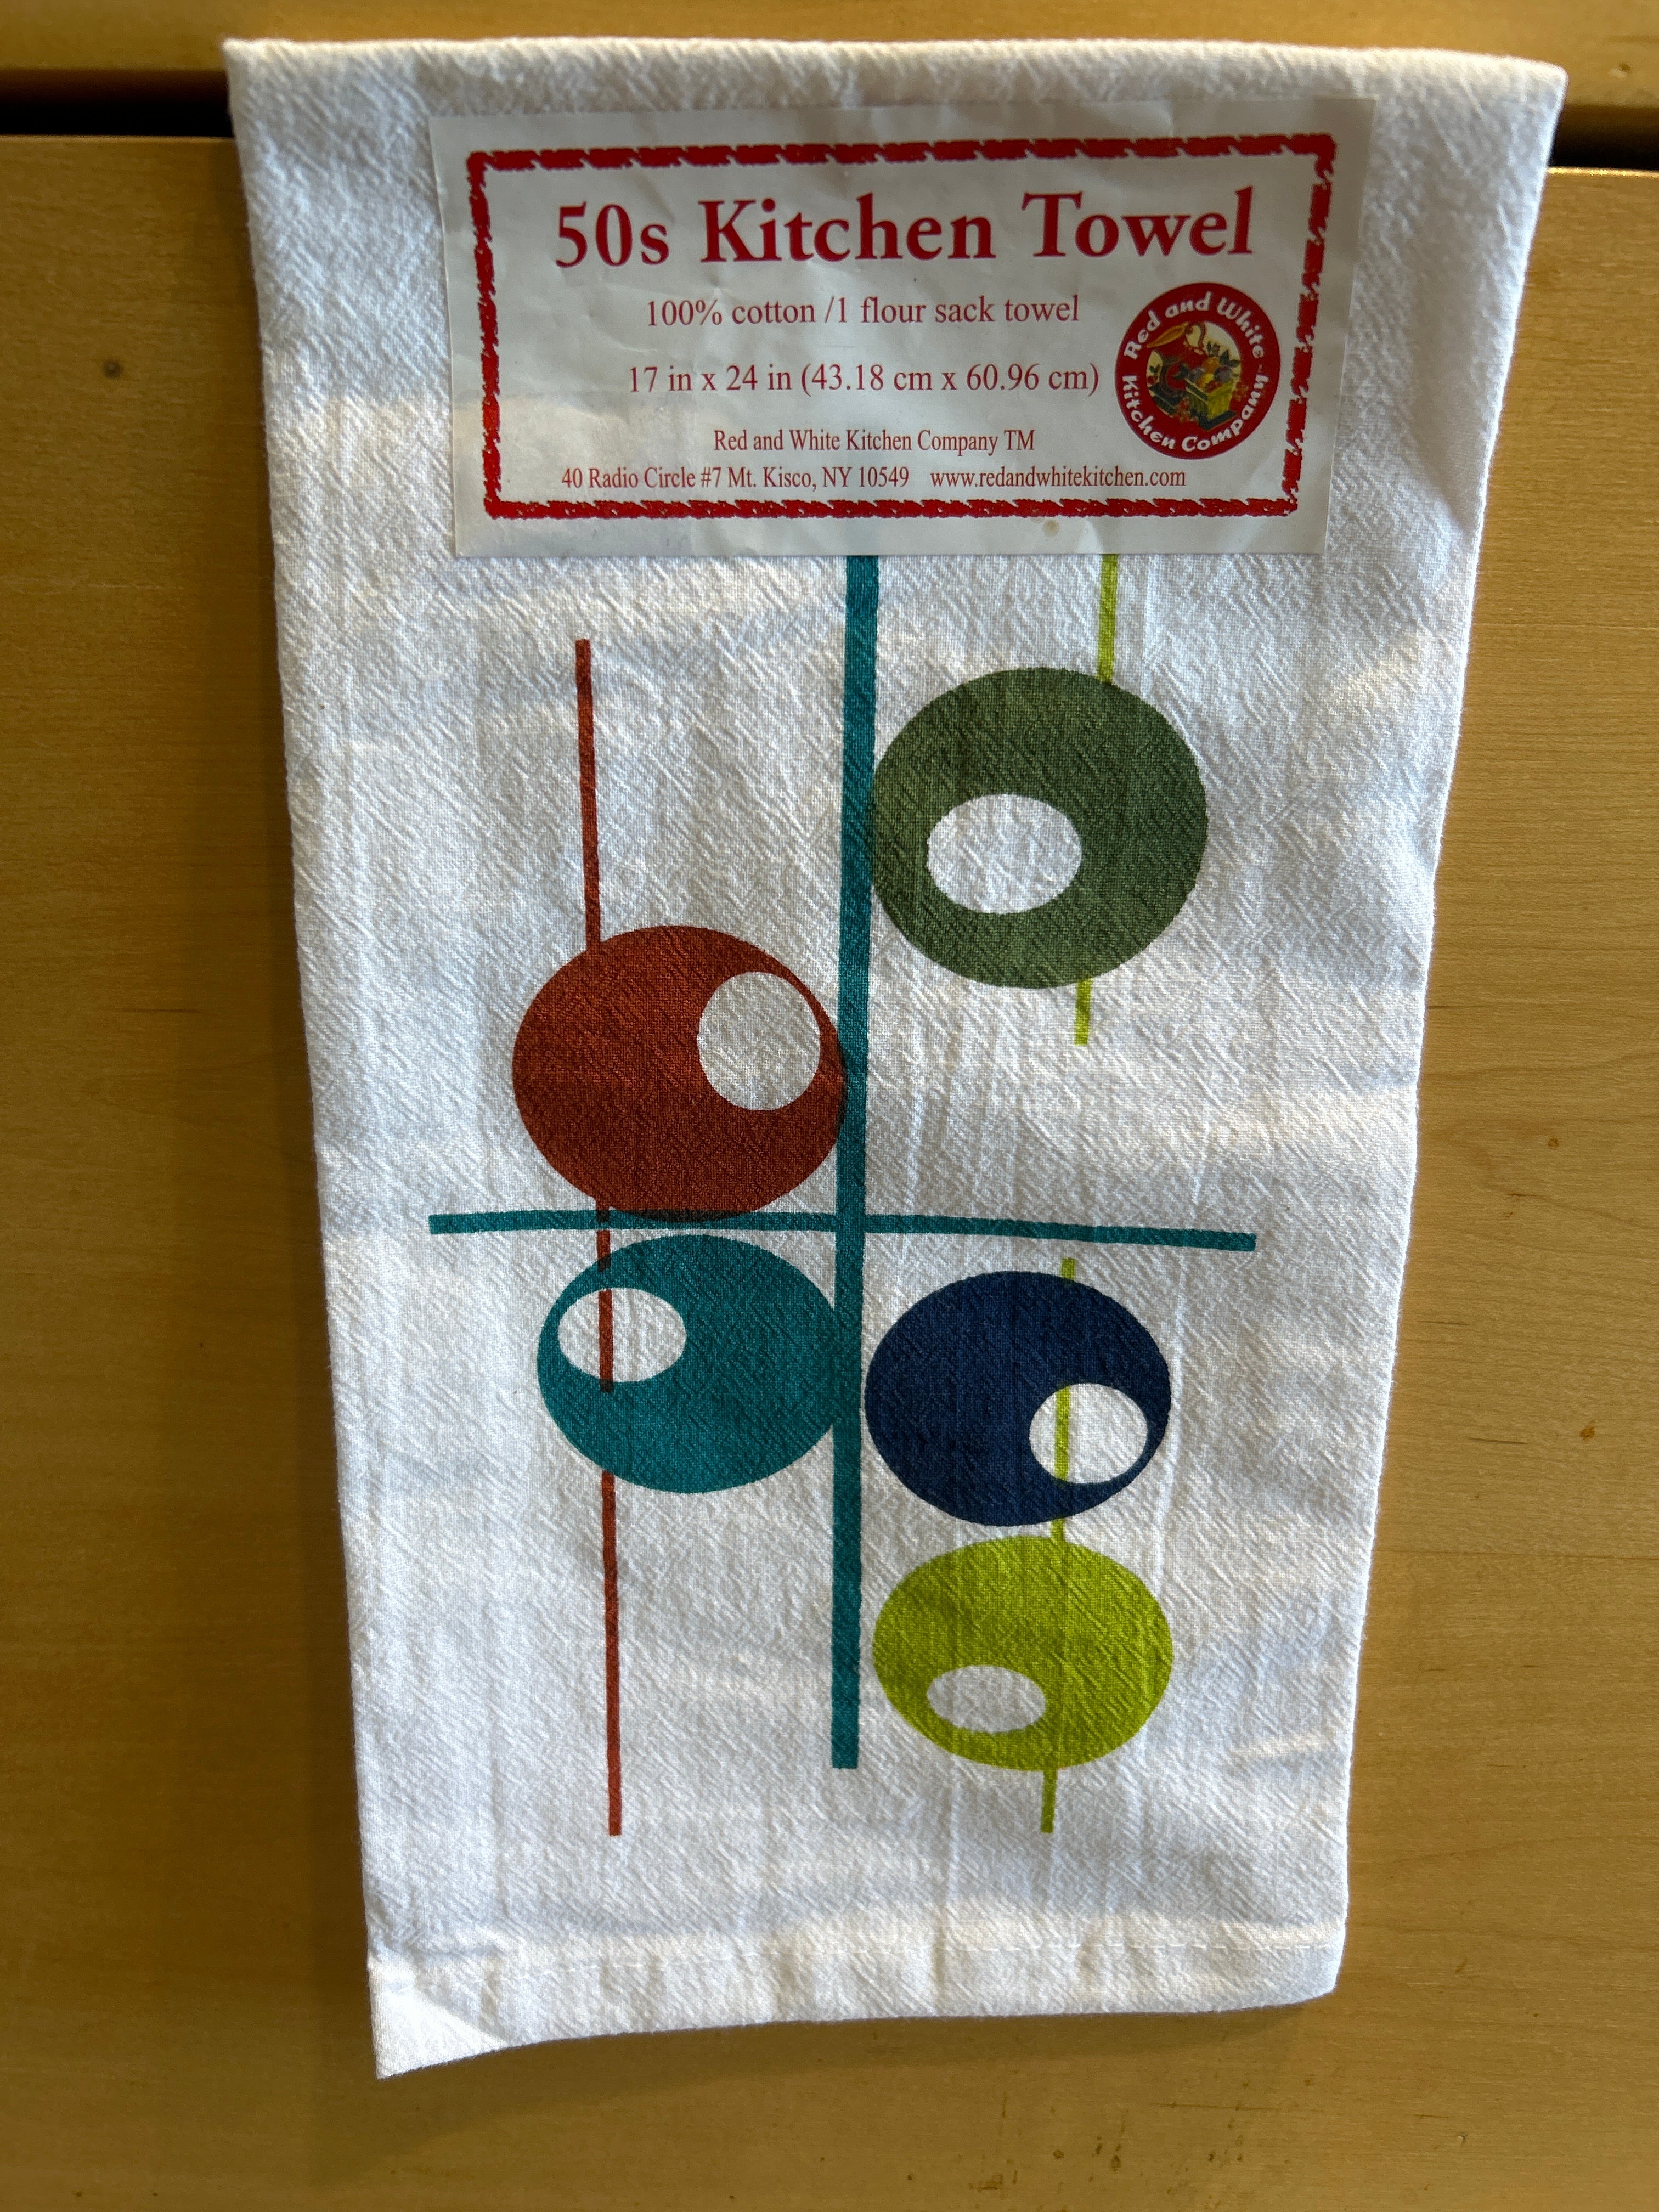 50s Kitchen Towel
100% cotton /1 flour sack towel
17 in x 24 in (43.18 cm x 60.96 cm)
Red and White
Kitchen Company
Red and White Kitchen Company TM
40 Radio Circle #7 Mt. Kisco, NY 10549 www.redandwhitekitchen.com